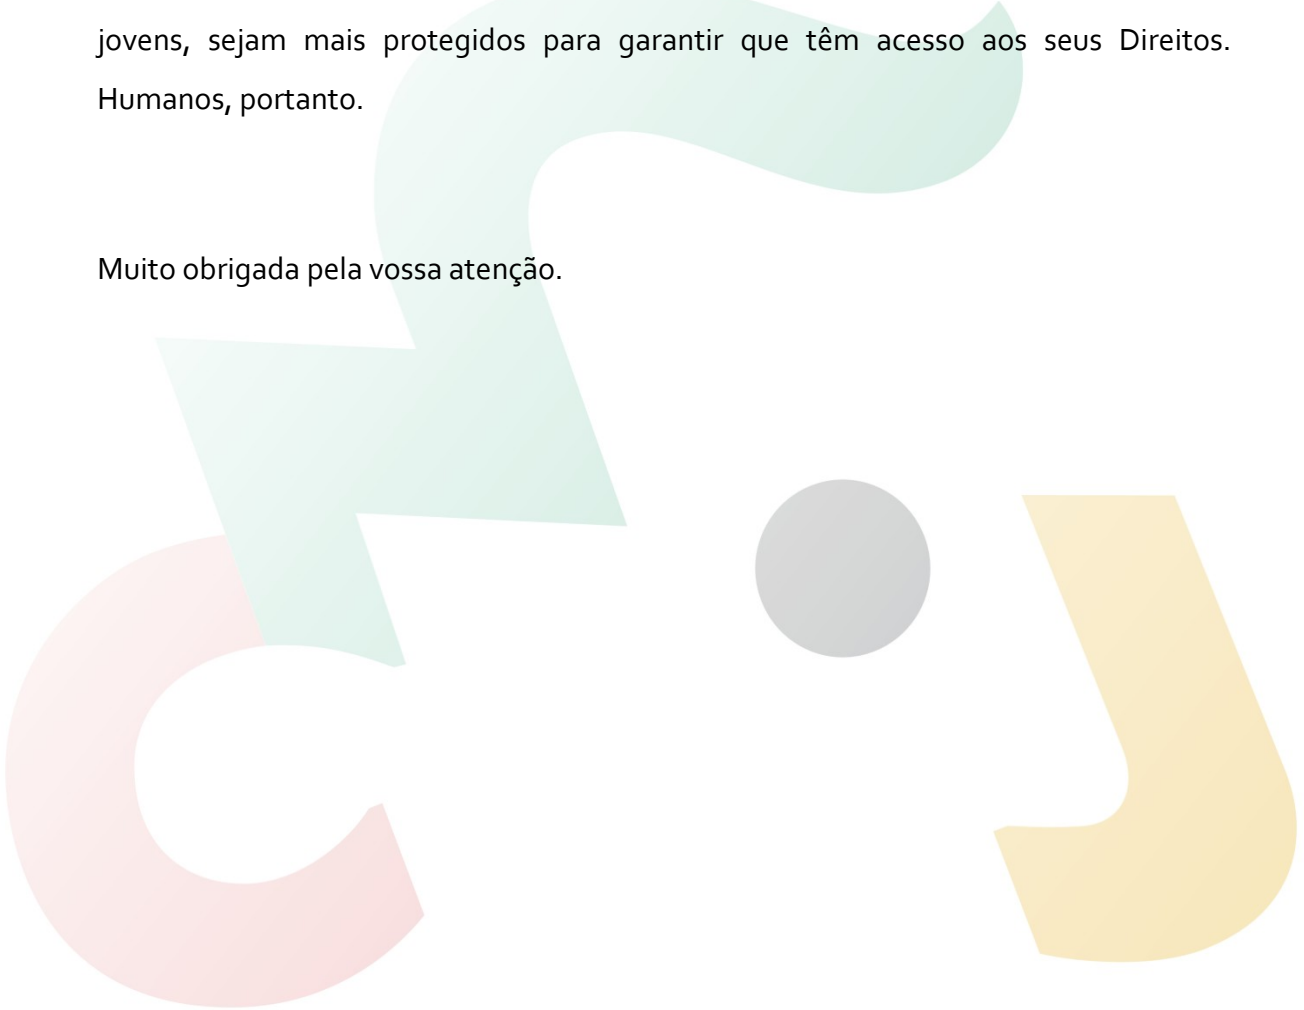 jovens, sejam mais protegidos para garantir que têm acesso aos seus Direitos.
Humanos, portanto.
Muito obrigada pela vossa atenção.